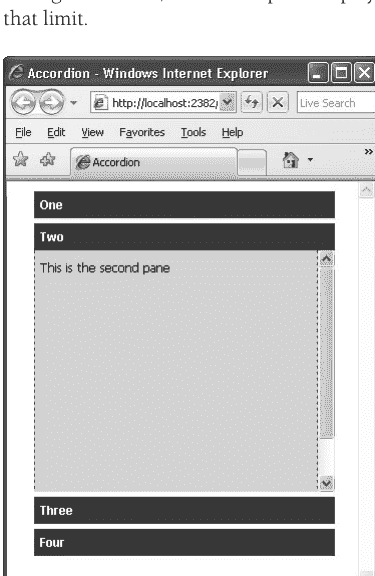 that limit.
Accordion - Windows Internet Explorer
http://localhost:2382/
Live Search
File Edit View Favorites Tools Help
Accordion
»
One
Two
This is the second pane
Three
Four